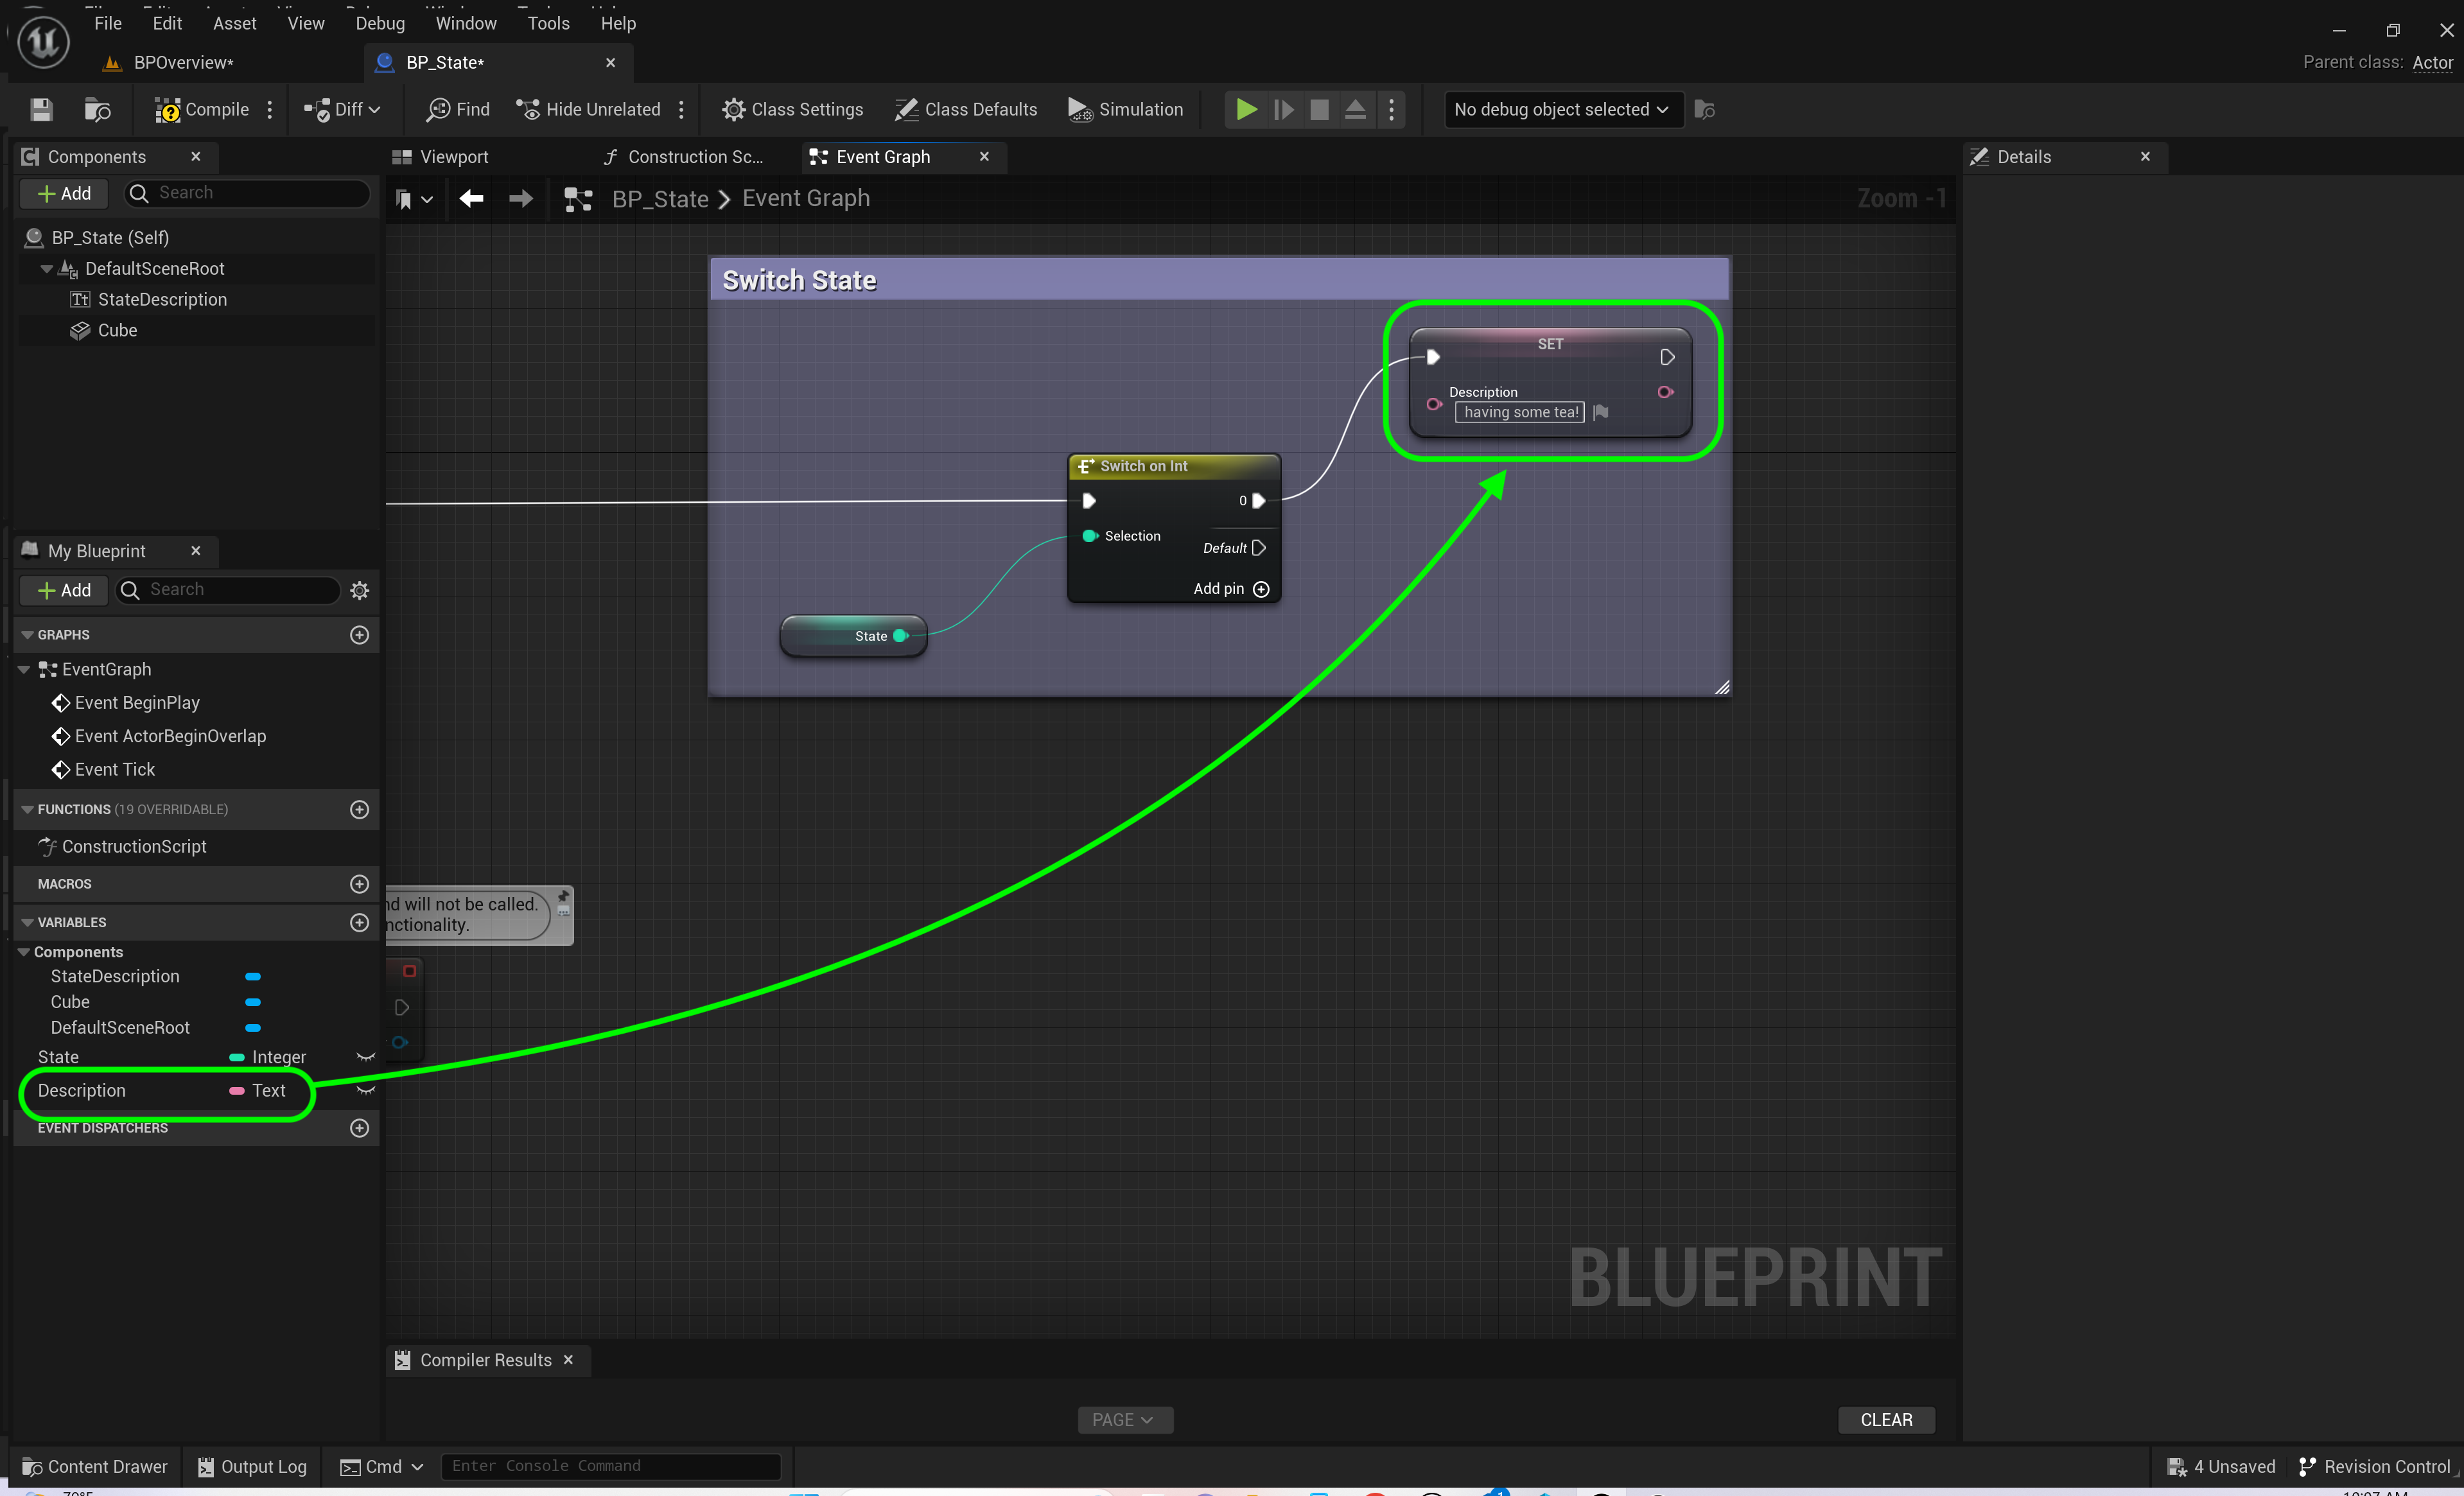 File Edit Asset View Debug Window Tools Help
BPOverview*
BP_State*
Parent class: Actor
Compile
Diff
Find
Hide Unrelated
Class Settings
Class Defaults
Simulation
No debug object selected
Components
Viewport
Construction Sc...
Event Graph
Details
Add
Search
BP_State > Event Graph
Zoom -1
BP_State (Self)
DefaultSceneRoot
StateDescription
Cube
Switch State
SET
Description
having some tea!
Switch on Int
0
Selection
Default
Add pin
State
My Blueprint
Add
Search
GRAPHS
EventGraph
Event BeginPlay
Event ActorBeginOverlap
Event Tick
FUNCTIONS (19 OVERRIDABLE)
ConstructionScript
MACROS
will not be called.
VARIABLES
Components
StateDescription
Cube
DefaultSceneRoot
State Integer
Description Text
EVENT DISPATCHERS
BLUEPRINT
Compiler Results
PAGE
CLEAR
Content Drawer
Output Log
Cmd
Enter Console Command
4 Unsaved
Revision Control